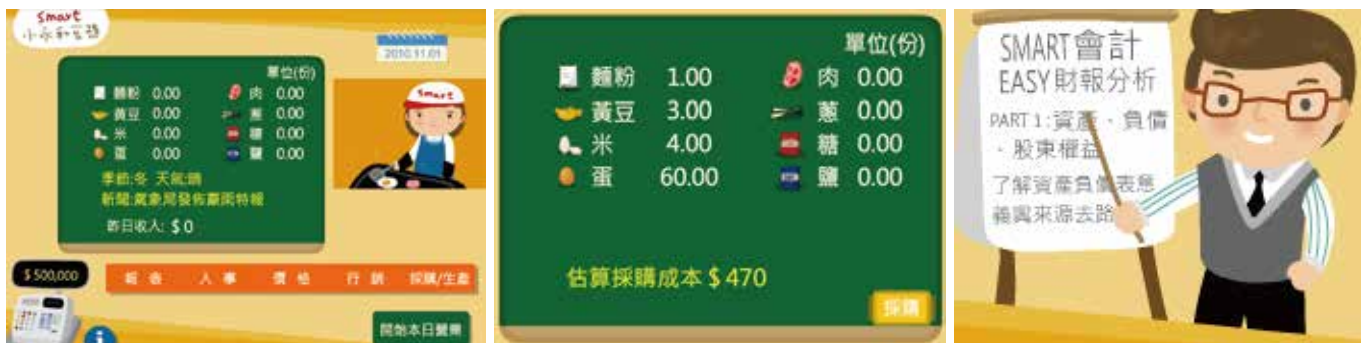 Smart
小永和豆漿
2010.11.01
單位(份)
麵粉 0.00 肉 0.00
黃豆 0.00 蔥 0.00
米 0.00 糖 0.00
蛋 0.00 鹽 0.00
季節:冬 天氣:晴
新聞:氣象局發佈豪雨特報
昨日收入: $0
Smart
$500,000
報告 人事 價格 行銷 採購/生產
開始本日營業
單位(份)
麵粉 1.00 肉 0.00
黃豆 3.00 蔥 0.00
米 4.00 糖 0.00
蛋 60.00 鹽 0.00
估算採購成本$470
採購
SMART會計
EASY財報分析
PART 1:資產、負債
、股東權益
了解資產負債表意
義與來源去路